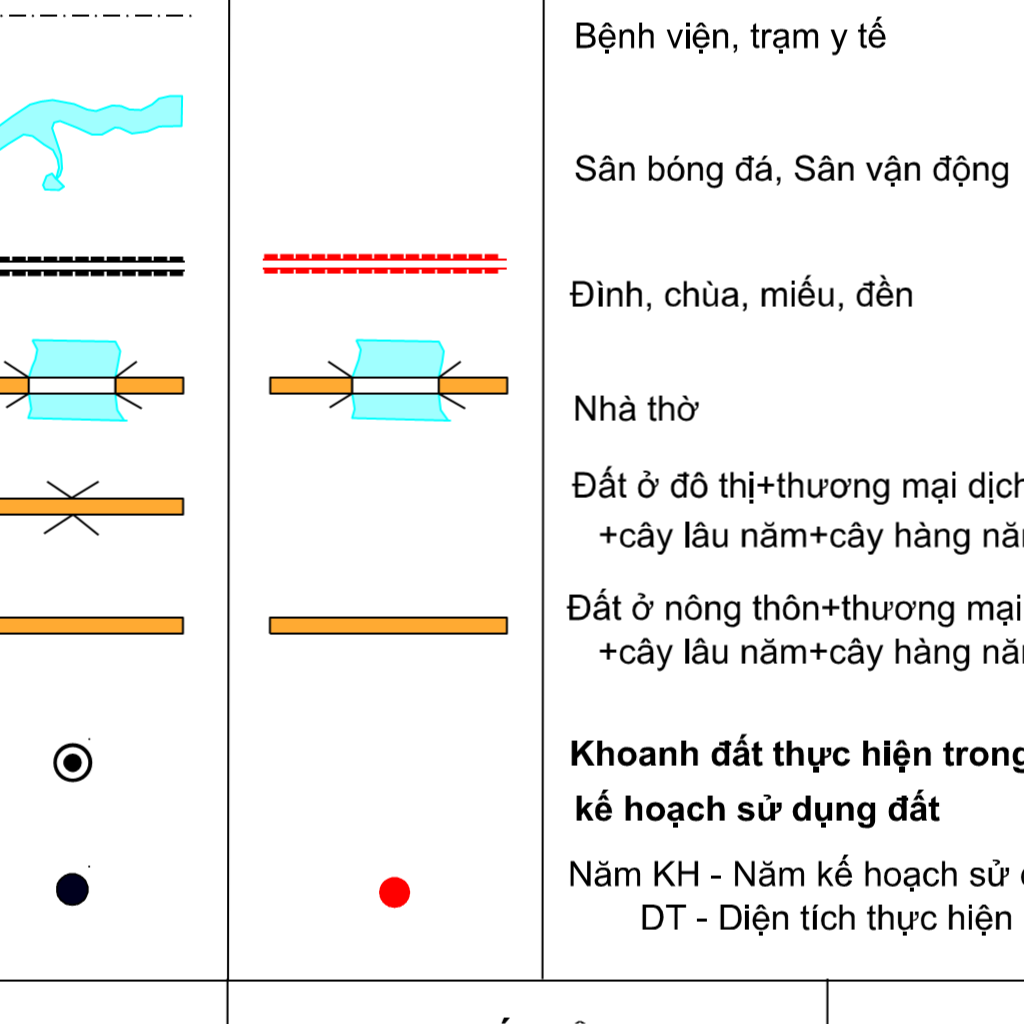 Bệnh viện, trạm y tế
Sân bóng đá, Sân vận động
Đình, chùa, miếu, đền
Nhà thờ
Đất ở đô thị+thương mại dịch
+cây lâu năm+cây hàng
Đất ở nông thôn+thương mại
+cây lâu năm+cây hàng
Khoanh đất thực hiện trong
kế hoạch sử dụng đất
Năm KH - Năm kế hoạch sử
DT - Diện tích thực hiện